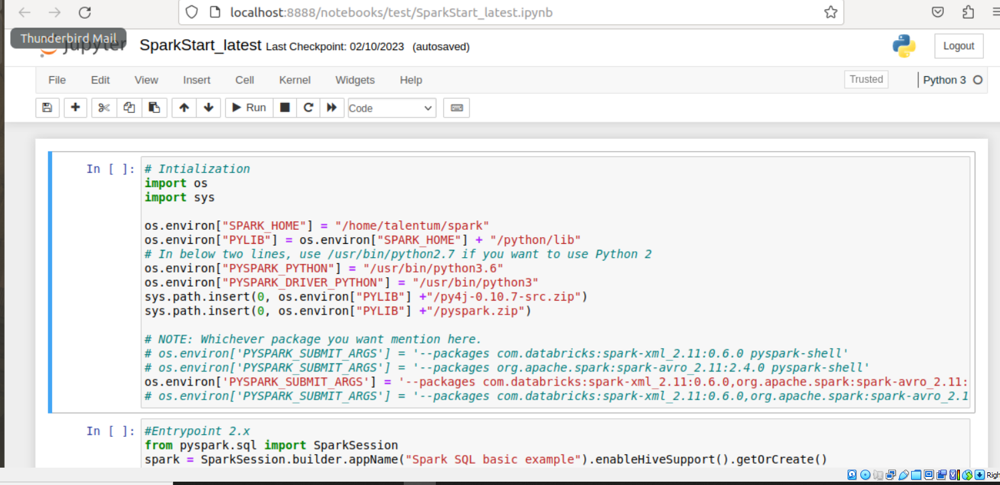 localhost:8888/notebooks/test/SparkStart_latest.ipynb
Thunderbird Mail
jupyter SparkStart_latest Last Checkpoint: 02/10/2023 (autosaved)
Logout
File Edit View Insert Cell Kernel Widgets Help
Trusted Python 3
Run Code
In [ ]: # Intialization
import os
import sys
os.environ["SPARK_HOME"] = "/home/talentum/spark"
os.environ["PYLIB"] = os.environ["SPARK_HOME"] + "/python/lib"
# In below two lines, use /usr/bin/python2.7 if you want to use Python 2
os.environ["PYSPARK_PYTHON"] = "/usr/bin/python3.6"
os.environ["PYSPARK_DRIVER_PYTHON"] = "/usr/bin/python3"
sys.path.insert(0, os.environ["PYLIB"] +"/py4j-0.10.7-src.zip")
sys.path.insert(0, os.environ["PYLIB"] +"/pyspark.zip")
# NOTE: Whichever package you want mention here.
# os.environ['PYSPARK_SUBMIT_ARGS'] = '--packages com.databricks:spark-xml_2.11:0.6.0 pyspark-shell'
# os.environ['PYSPARK_SUBMIT_ARGS'] = '--packages org.apache.spark:spark-avro_2.11:2.4.0 pyspark-shell'
os.environ['PYSPARK_SUBMIT_ARGS'] = '--packages com.databricks:spark-xml_2.11:0.6.0,org.apache.spark:spark-avro_2.11:
# os.environ['PYSPARK_SUBMIT_ARGS'] = '--packages com.databricks:spark-xml_2.11:0.6.0,org.apache.spark:spark-avro_2.1
In [ ]: #Entrypoint 2.x
from pyspark.sql import SparkSession
spark = SparkSession.builder.appName("Spark SQL basic example").enableHiveSupport().getOrCreate()
Righ